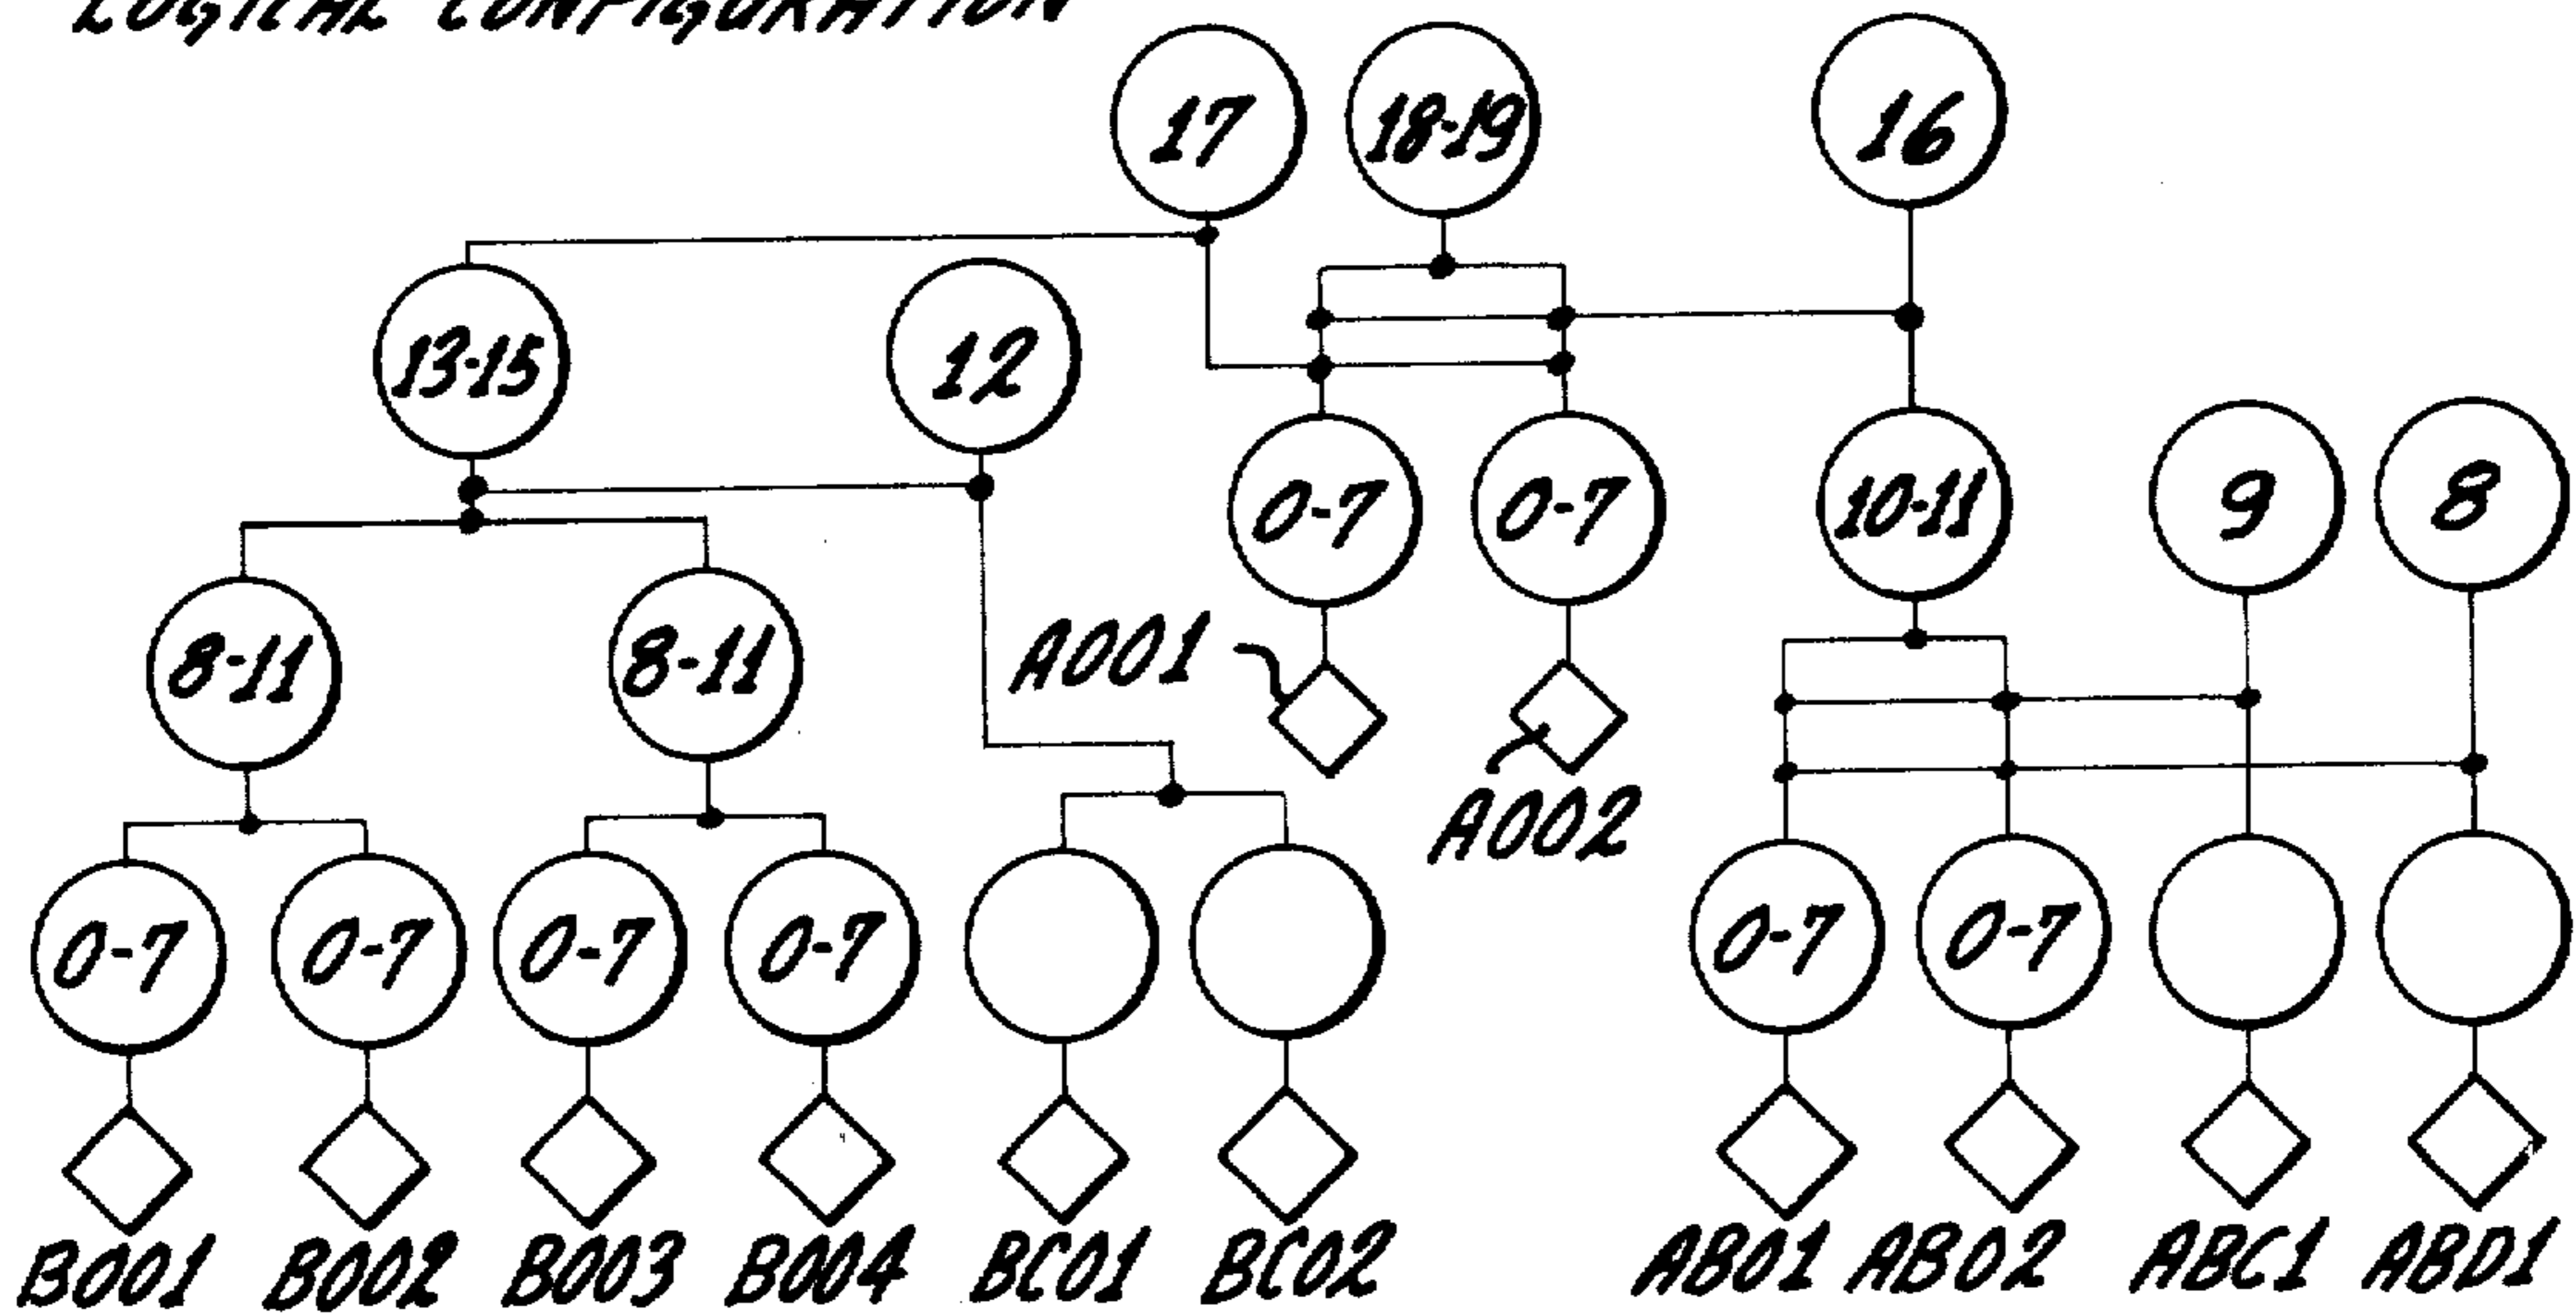 LOGICAL CONFIGURATION
17 18-19 16
13-15 12
0-7 0-7 10-11 9 8
8-11 8-11 A001
A002
0-7 0-7 0-7 0-7 0-7 0-7
B001 B002 B003 B004 BC01 BC02 AB01 AB02 ABC1 ABD1